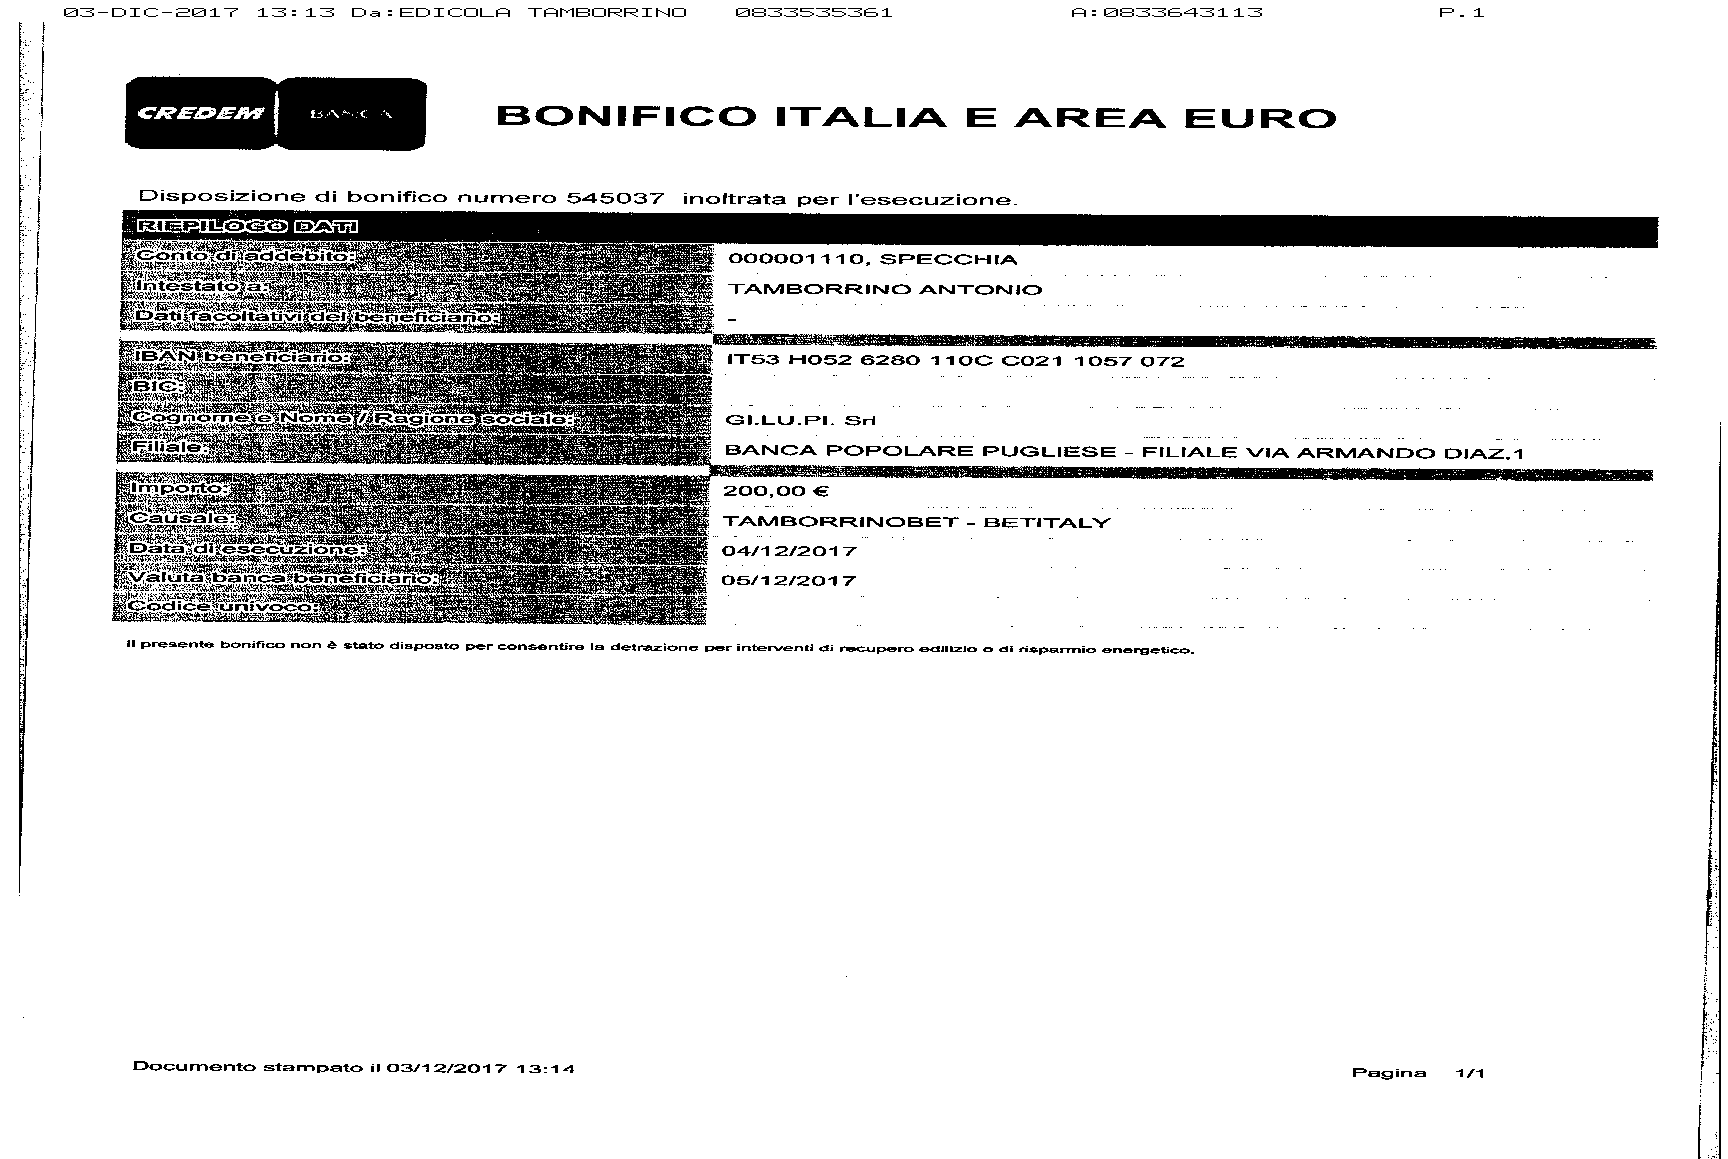 03-DIC-2017 13:13 Da:EDICOLA TAMBORRINO 0833535361 A:0833643113 P.1
CREDEM BANCA
BONIFICO ITALIA E AREA EURO
Disposizione di bonifico numero 545037 inoltrata per l'esecuzione.
RIEPILOGO DATI
Conto di addebito: 000001110, SPECCHIA
Intestato a: TAMBORRINO ANTONIO
Dati facoltativi del beneficiario: -
IBAN beneficiario: IT53 H052 6280 110C C021 1057 072
BIC:
Cognome e Nome / Ragione sociale: GI.LU.PI. Srl
Filiale: BANCA POPOLARE PUGLIESE - FILIALE VIA ARMANDO DIAZ,1
Importo: 200,00 €
Causale: TAMBORRINOBET - BETITALY
Data di esecuzione: 04/12/2017
Valuta banca beneficiario: 05/12/2017
Codice univoco:
Il presente bonifico non è stato disposto per consentire la detrazione per interventi di recupero edilizio o di risparmio energetico.
Documento stampato il 03/12/2017 13:14
Pagina 1/1